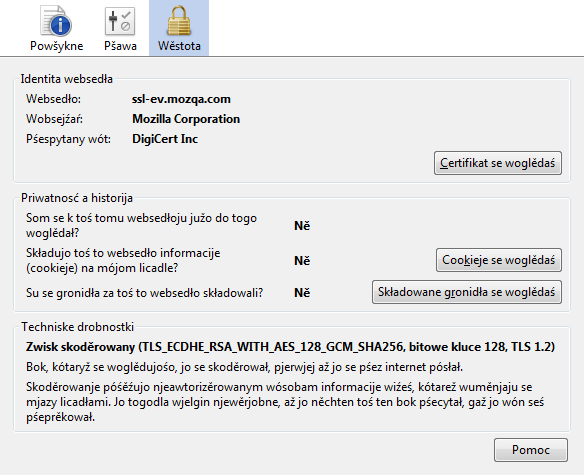 Powšykne Pšawa Wěstota
Identita websedła
Websedło: ssl-ev.mozqa.com
Wobsejźaŕ: Mozilla Corporation
Pśespytany wót: DigiCert Inc
Certifikat se woglědaś
Priwatnosć a historija
Som se k toś tomu websedłoju južo do togo
woglědał? Ně
Składujo toś to websedło informacije
(cookieje) na mójom licadle? Ně Cookieje se woglědaś
Su se gronidła za toś to websedło składowali? Ně Składowane gronidła se woglědaś
Techniske drobnostki
Zwisk skoděrowany (TLS_ECDHE_RSA_WITH_AES_128_GCM_SHA256, bitowe kluce 128, TLS 1.2)
Bok, kótaryž se woglědujośo, jo se skoděrował, pjerwjej až jo se pśez internet pósłał.
Skoděrowanje póśěžujo njeawtorizěrowanym wósobam informacije wiźeś, kótarež wuměnjaju se
mjazy licadłami. Jo togodla wjelgin njewěrjobne, až jo něchten toś ten bok pśecytał, gaž jo wón seś
pśeprěkował.
Pomoc